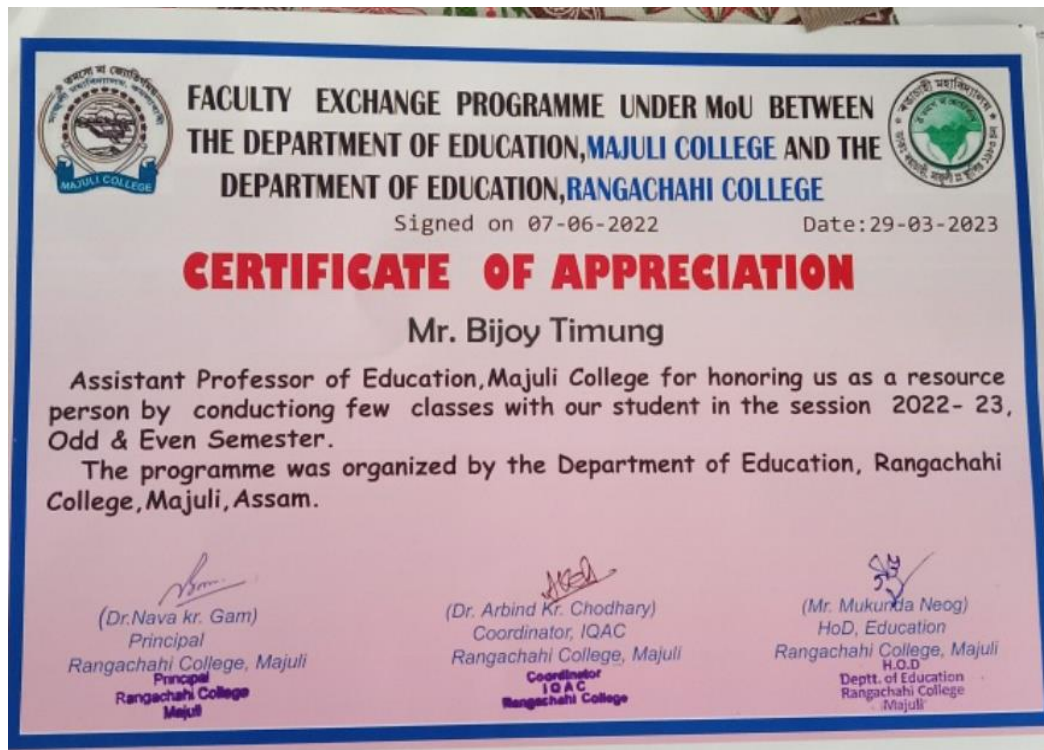 FACULTY EXCHANGE PROGRAMME UNDER MoU BETWEEN
THE DEPARTMENT OF EDUCATION,MAJULI COLLEGE AND THE
DEPARTMENT OF EDUCATION,RANGACHAHI COLLEGE
MAJULI COLLEGE
Signed on 07-06-2022 Date:29-03-2023
CERTIFICATE OF APPRECIATION
Mr. Bijoy Timung
Assistant Professor of Education,Majuli College for honoring us as a resource
person by conductiong few classes with our student in the session 2022- 23,
Odd & Even Semester.
The programme was organized by the Department of Education, Rangachahi
College,Majuli,Assam.
(Dr.Nava kr. Gam)
Principal
Rangachahi College, Majuli
Principal
Rangachahi College
Majuli
(Dr. Arbind Kr. Chodhary)
Coordinator, IQAC
Rangachahi College, Majuli
Coordinator
IQAC
Rangachahi College
(Mr. Mukunda Neog)
HoD, Education
Rangachahi College, Majuli
H.O.D
Deptt. of Education
Rangachahi College
Majuli